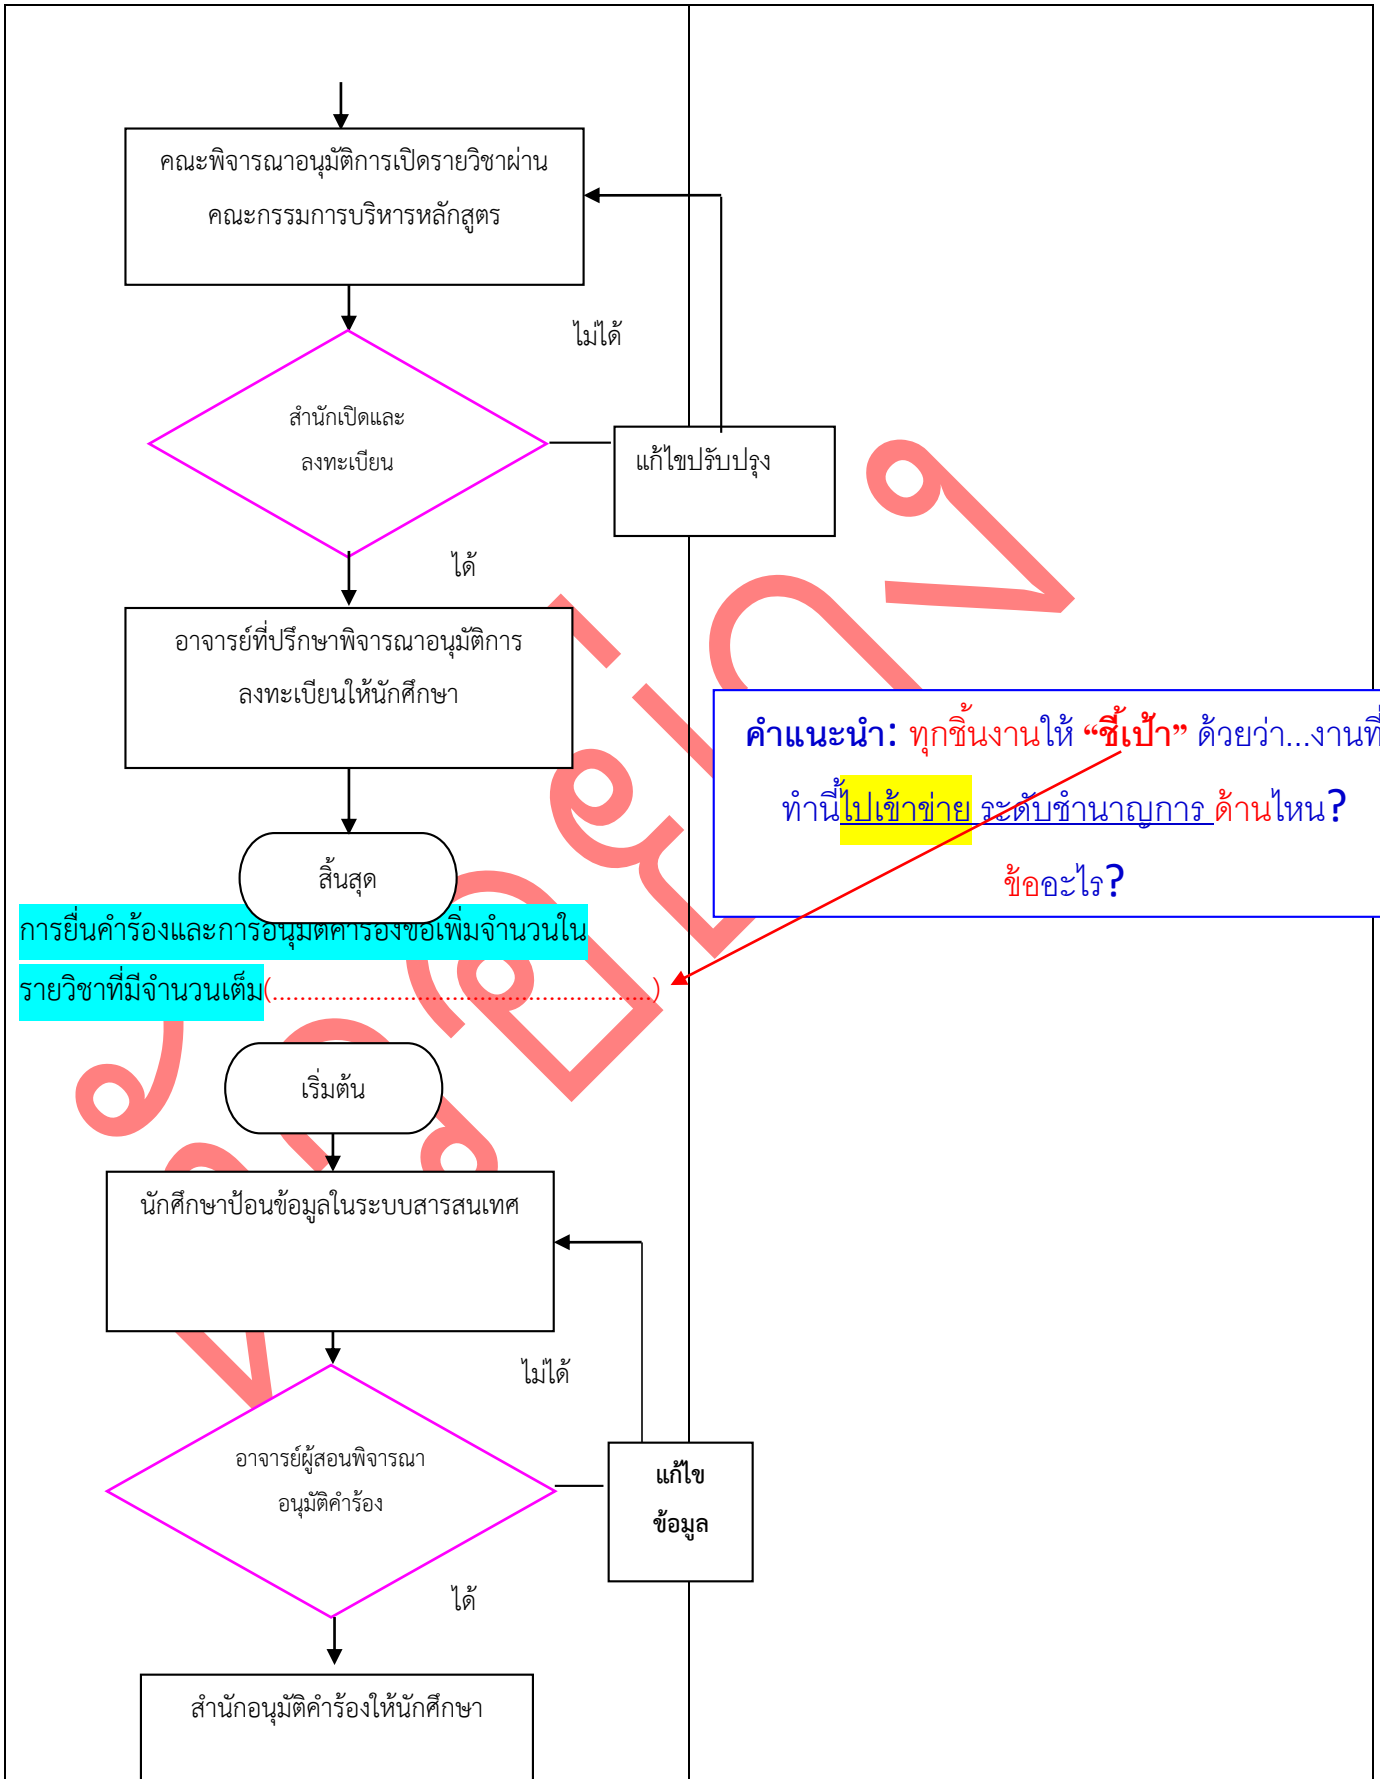 คณะพิจารณาอนุมัติการเปิดรายวิชาผ่าน
คณะกรรมการบริหารหลักสูตร
ไม่ได้
สำนักเปิดและ
ลงทะเบียน
แก้ไขปรับปรุง
ได้
อาจารย์ที่ปรึกษาพิจารณาอนุมัติการ
ลงทะเบียนให้นักศึกษา
คำแนะนำ: ทุกชิ้นงานให้ “ชี้เป้า” ด้วยว่า...งานที่
ทำนี้ไปเข้าข่าย ระดับชำนาญการ ด้านไหน?
ข้ออะไร?
สิ้นสุด
การยื่นคำร้องและการอนุมัติคำร้องขอเพิ่มจำนวนใน
รายวิชาที่มีจำนวนเต็ม(..............................................)
เริ่มต้น
นักศึกษาป้อนข้อมูลในระบบสารสนเทศ
ไม่ได้
อาจารย์ผู้สอนพิจารณา
อนุมัติคำร้อง
แก้ไข
ข้อมูล
ได้
สำนักอนุมัติคำร้องให้นักศึกษา